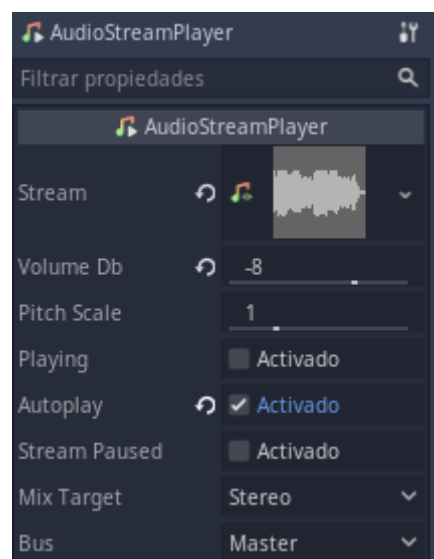 AudioStreamPlayer
Filtrar propiedades
AudioStreamPlayer
Stream
Volume Db -8
Pitch Scale 1
Playing Activado
Autoplay Activado
Stream Paused Activado
Mix Target Stereo
Bus Master